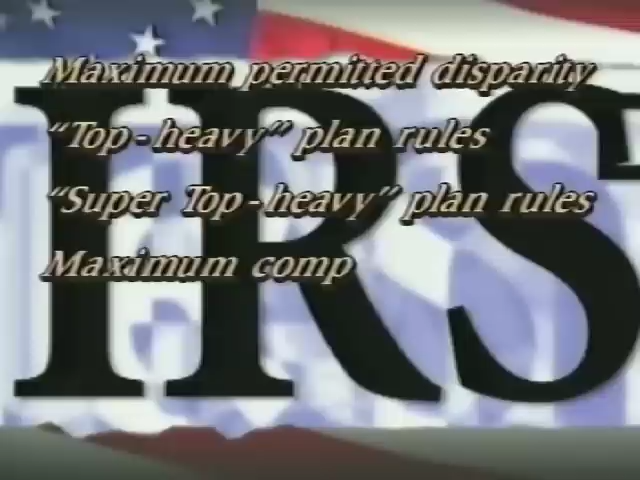 Maximum permitted disparity
"Top-heavy" plan rules
"Super Top-heavy" plan rules
Maximum comp
IRS